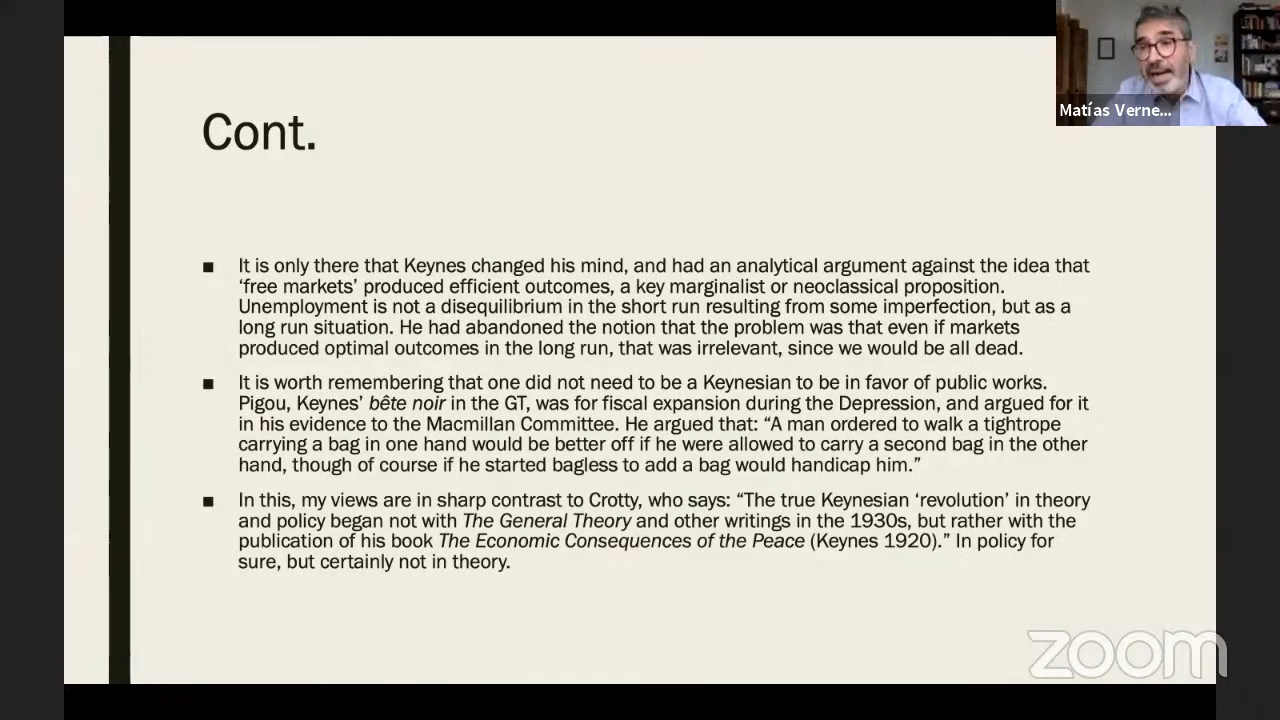 Cont.
Matías Verne...
■ It is only there that Keynes changed his mind, and had an analytical argument against the idea that
‘free markets’ produced efficient outcomes, a key marginalist or neoclassical proposition.
Unemployment is not a disequilibrium in the short run resulting from some imperfection, but as a
long run situation. He had abandoned the notion that the problem was that even if markets
produced optimal outcomes in the long run, that was irrelevant, since we would be all dead.
■ It is worth remembering that one did not need to be a Keynesian to be in favor of public works.
Pigou, Keynes’ bête noir in the GT, was for fiscal expansion during the Depression, and argued for it
in his evidence to the Macmillan Committee. He argued that: “A man ordered to walk a tightrope
carrying a bag in one hand would be better off if he were allowed to carry a second bag in the other
hand, though of course if he started bagless to add a bag would handicap him.”
■ In this, my views are in sharp contrast to Crotty, who says: “The true Keynesian ‘revolution’ in theory
and policy began not with The General Theory and other writings in the 1930s, but rather with the
publication of his book The Economic Consequences of the Peace (Keynes 1920).” In policy for
sure, but certainly not in theory.
zoom